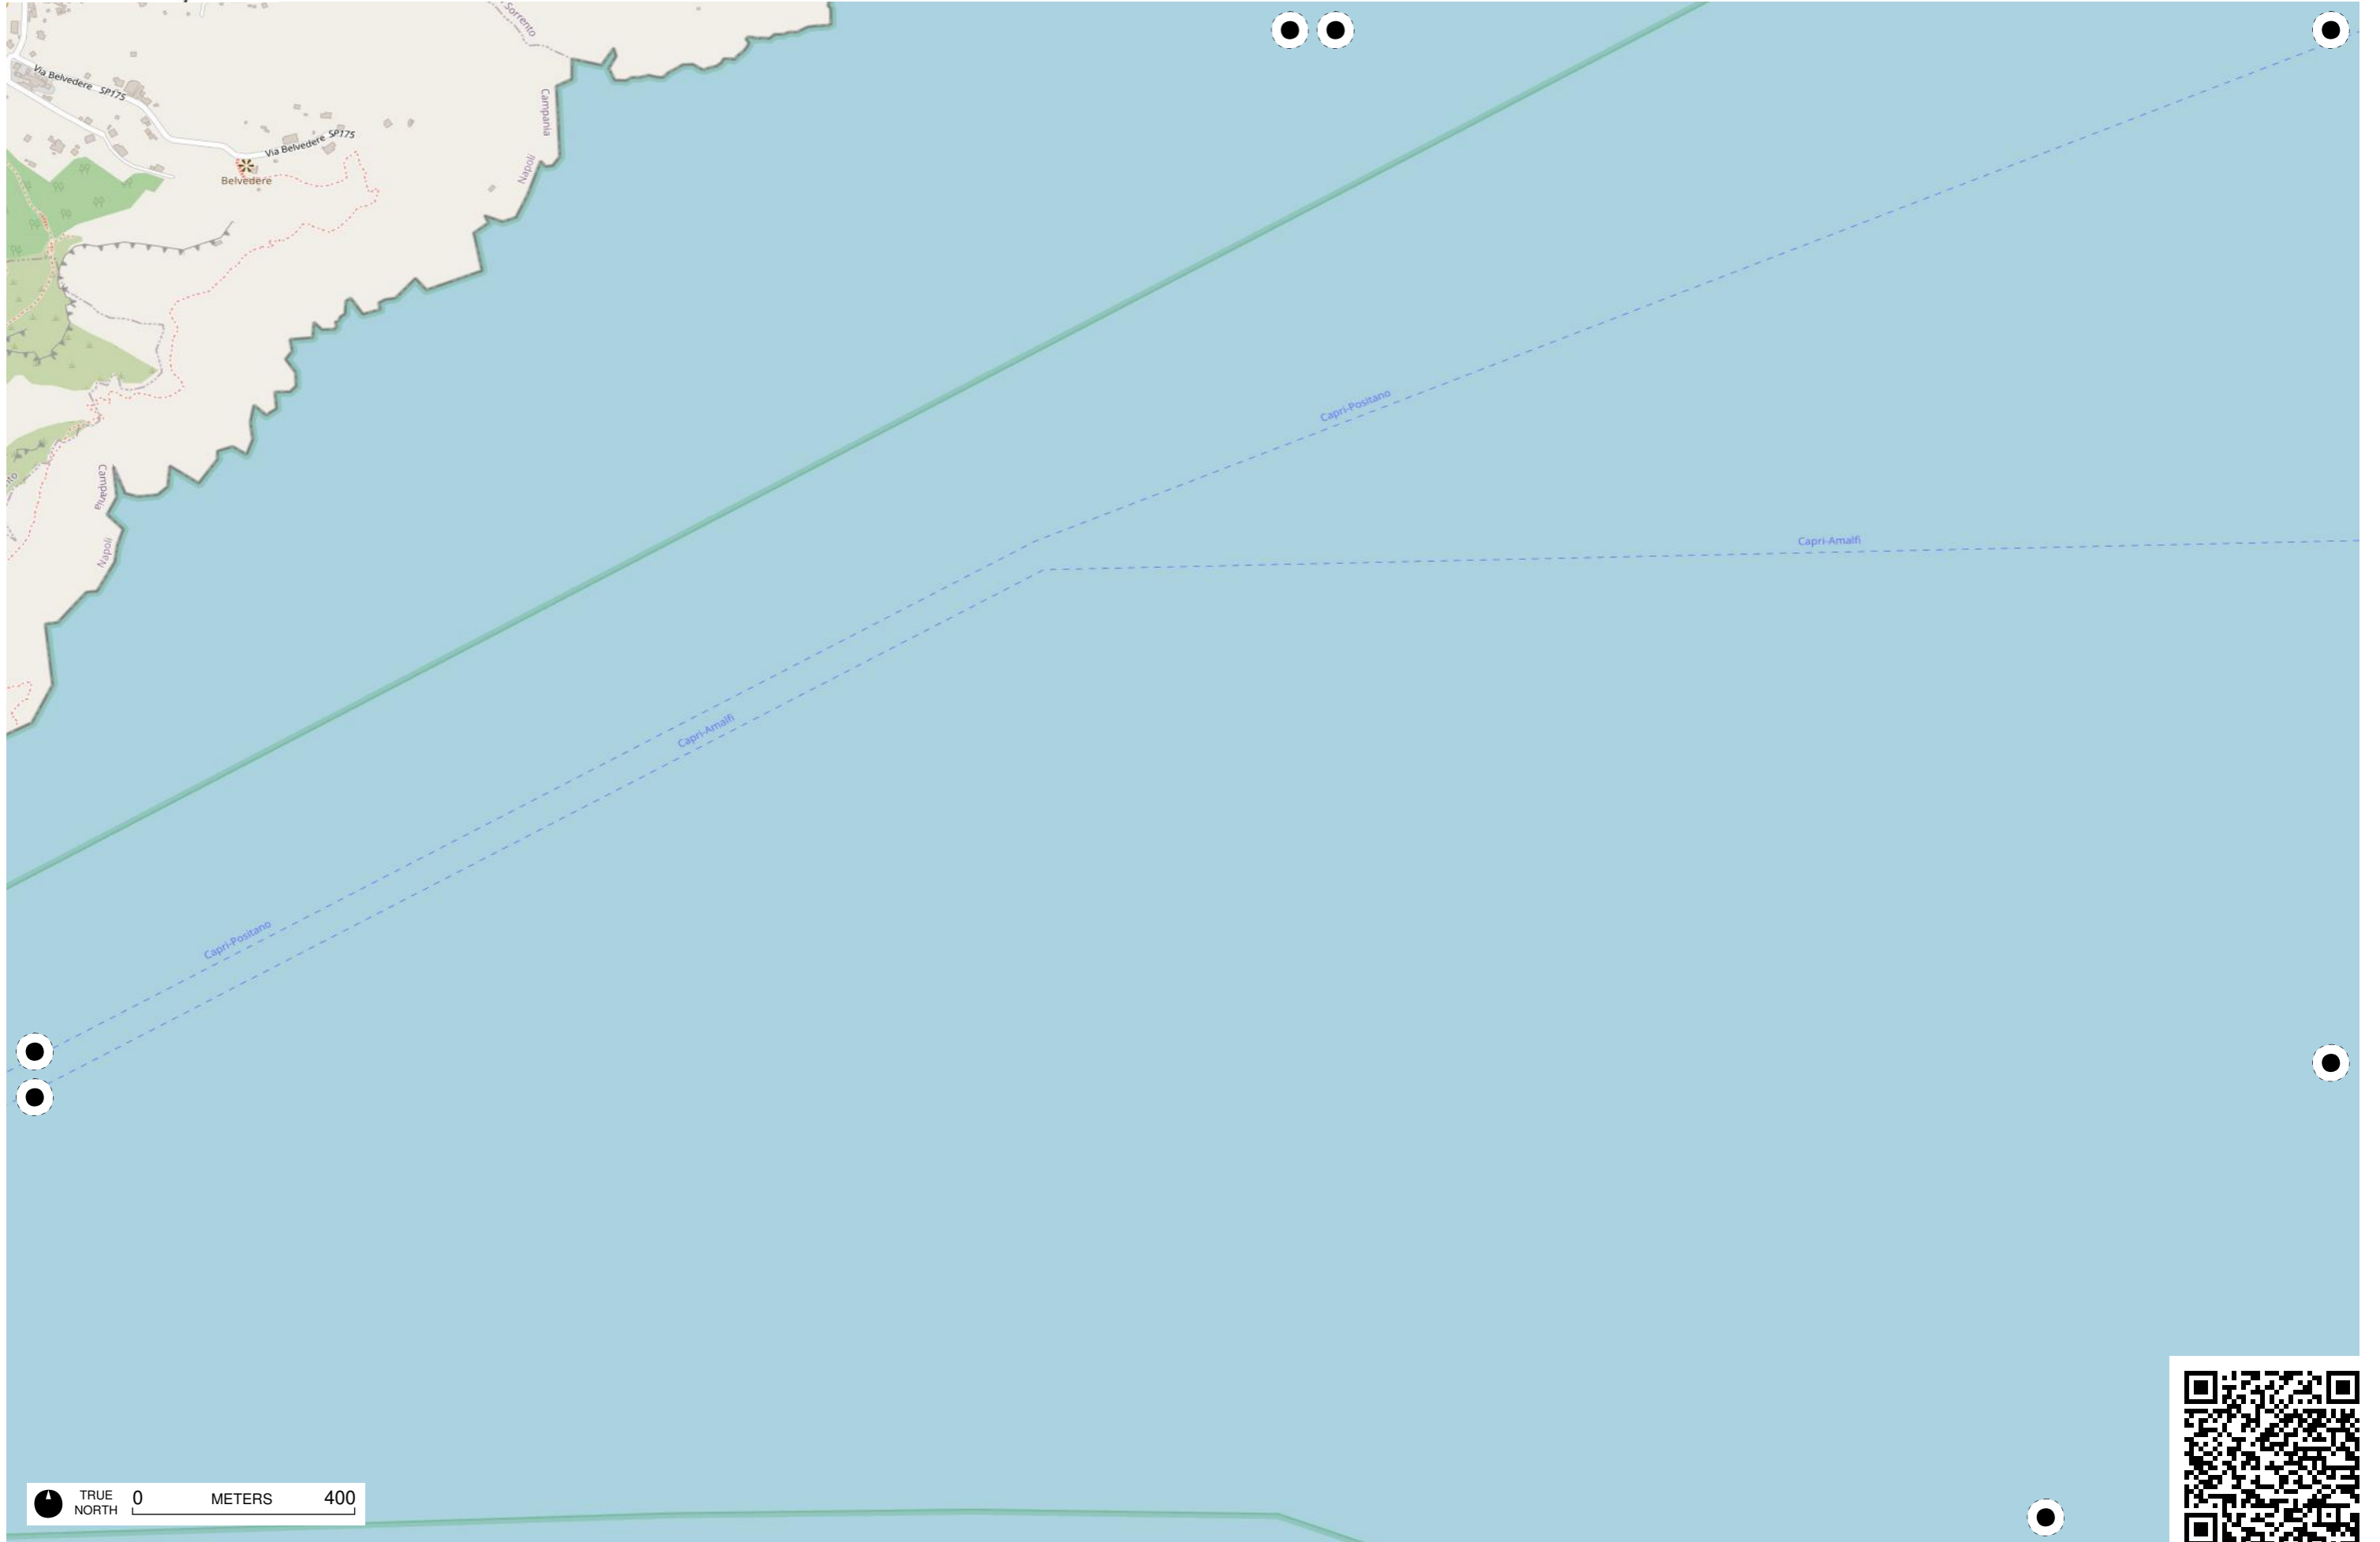 Sorrento
Via Belvedere SP175
Campania
Via Belvedere SP175
Napoli
Belvedere
Capri-Positano
Campania
Capri-Amalfi
Napoli
Capri-Amalfi
Capri-Positano
TRUE
NORTH
0 METERS 400